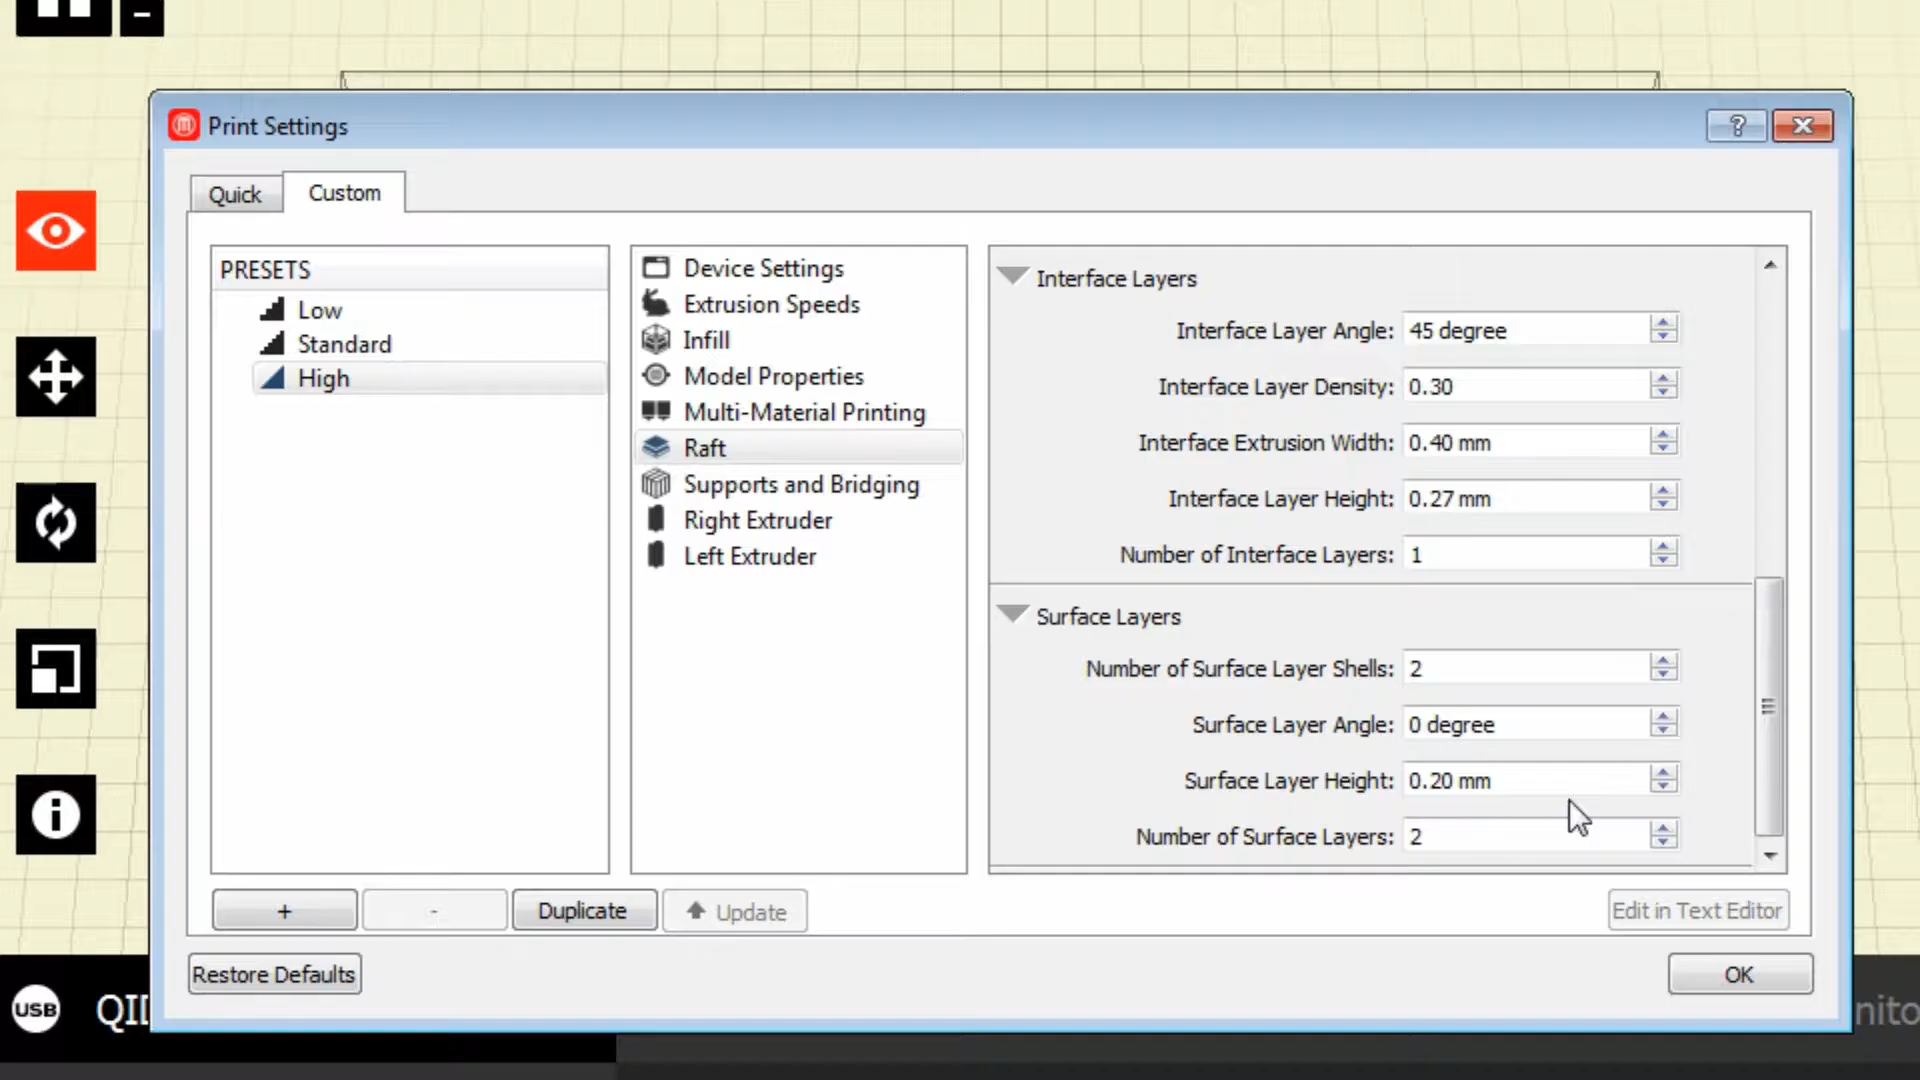 Print Settings
?
Quick
Custom
PRESETS
Low
Standard
High
Device Settings
Extrusion Speeds
Infill
Model Properties
Multi-Material Printing
Raft
Supports and Bridging
Right Extruder
Left Extruder
Interface Layers
Interface Layer Angle: 45 degree
Interface Layer Density: 0.30
Interface Extrusion Width: 0.40 mm
Interface Layer Height: 0.27 mm
Number of Interface Layers: 1
Surface Layers
Number of Surface Layer Shells: 2
Surface Layer Angle: 0 degree
Surface Layer Height: 0.20 mm
Number of Surface Layers: 2
+
-
Duplicate
Update
Edit in Text Editor
Restore Defaults
OK
USB